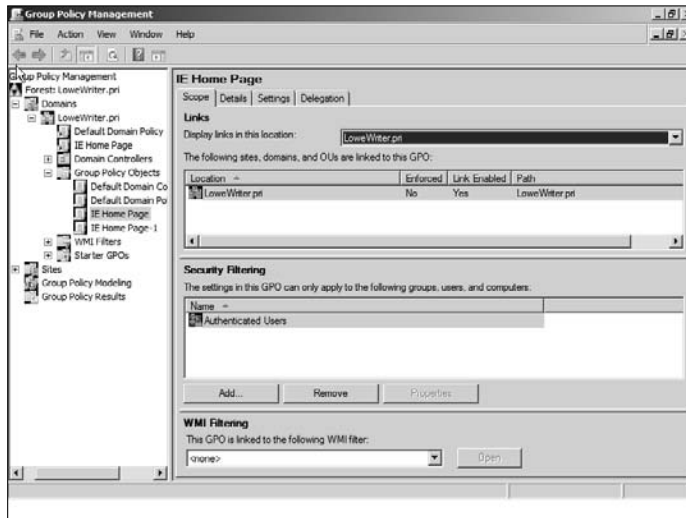 Group Policy Management
File Action View Window Help
Group Policy Management
Forest: LoweWriter.pri
Domains
LoweWriter.pri
Default Domain Policy
IE Home Page
Domain Controllers
Group Policy Objects
Default Domain Co
Default Domain Po
IE Home Page
IE Home Page-1
WMI Filters
Starter GPOs
Sites
Group Policy Modeling
Group Policy Results
IE Home Page
Scope Details Settings Delegation
Links
Display links in this location: LoweWriter.pri
The following sites, domains, and OUs are linked to this GPO:
Location Enforced Link Enabled Path
LoweWriter.pri No Yes LoweWriter.pri
Security Filtering
The settings in this GPO can only apply to the following groups, users, and computers:
Name
Authenticated Users
Add... Remove Properties
WMI Filtering
This GPO is linked to the following WMI filter:
<none> Open